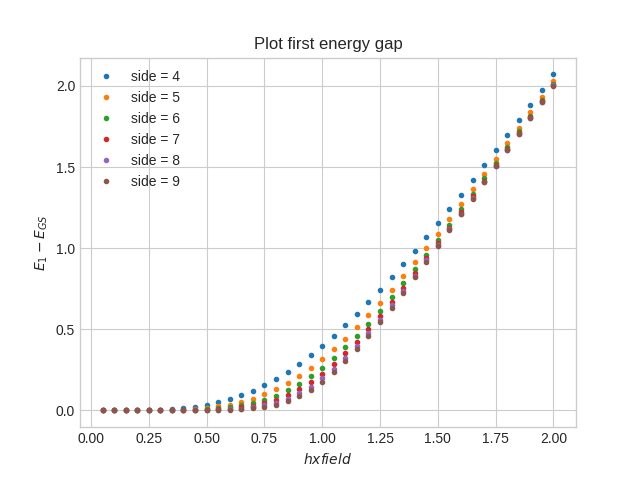 Plot first energy gap
side = 4
side = 5
side = 6
side = 7
side = 8
side = 9
E₁ − E_GS
2.0
1.5
1.0
0.5
0.0
0.00 0.25 0.50 0.75 1.00 1.25 1.50 1.75 2.00
hxfield